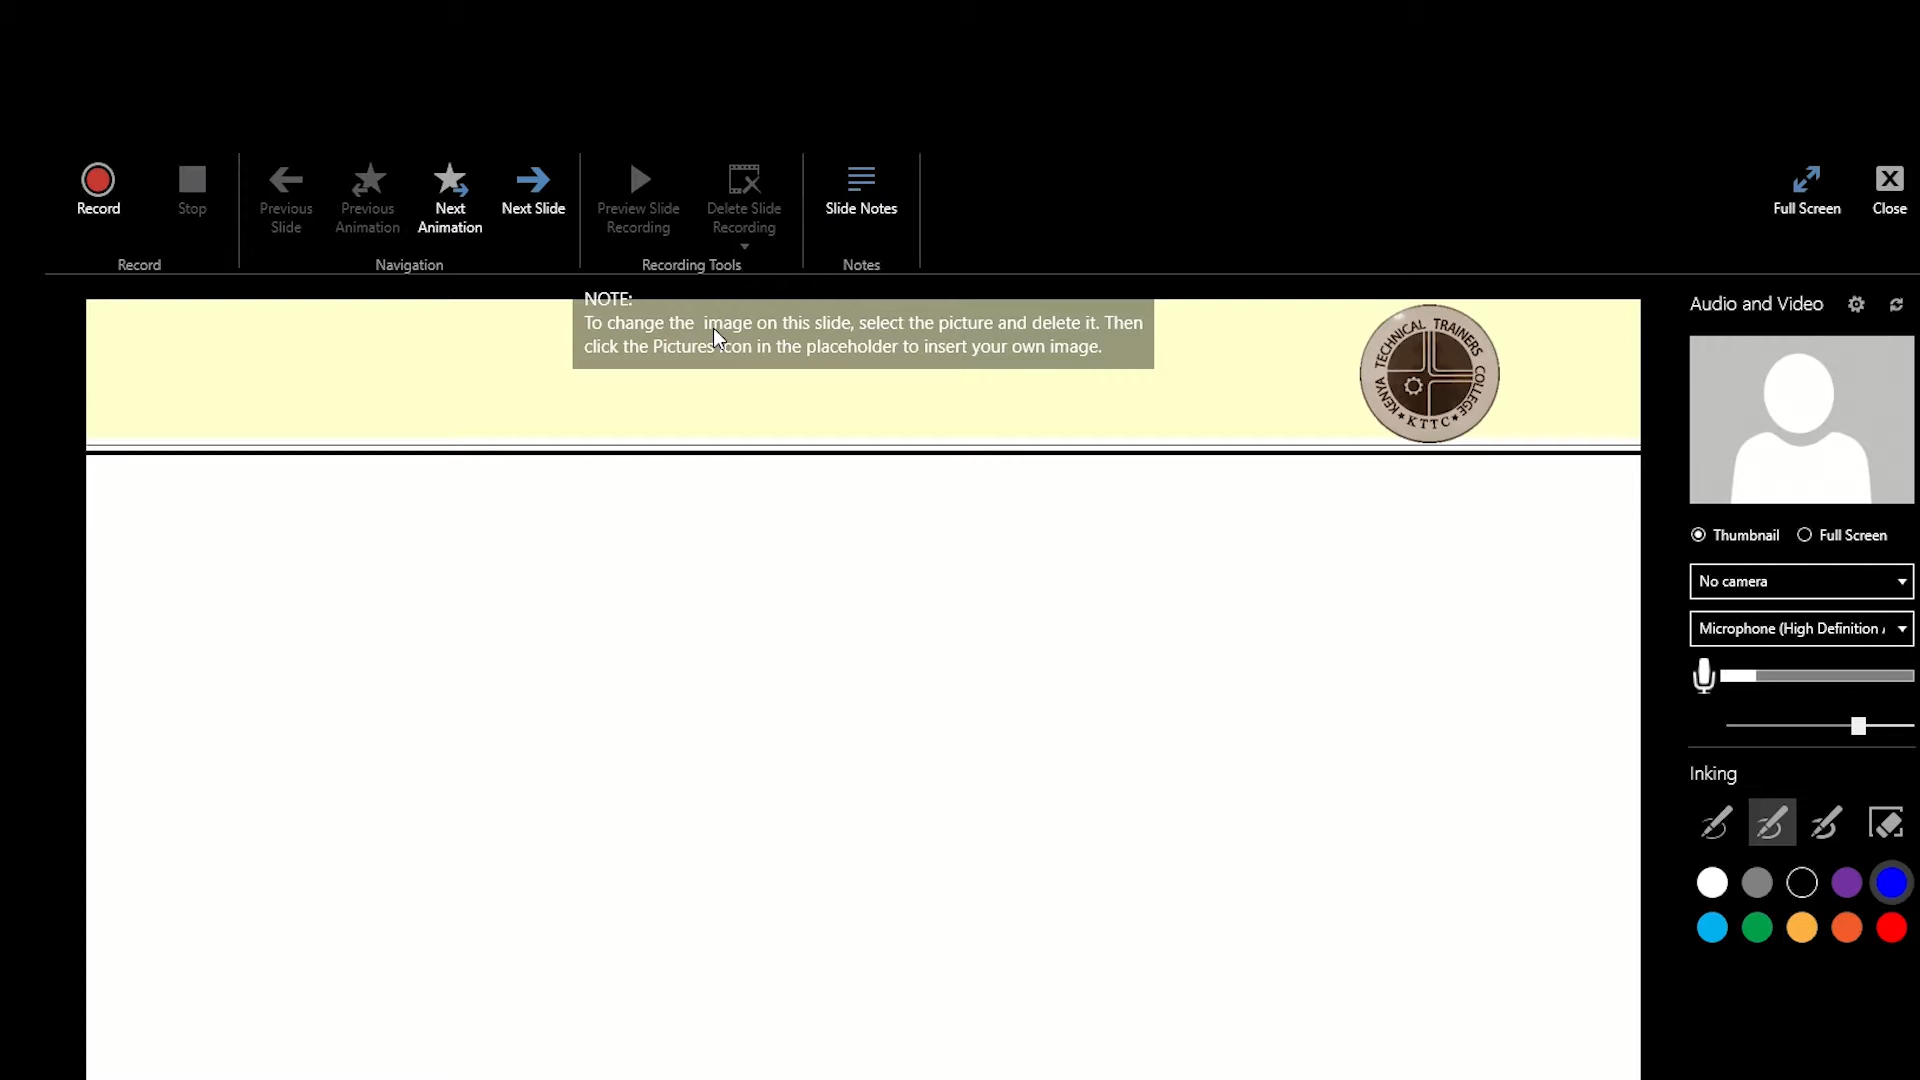 Record
Stop
Previous
Slide
Previous
Animation
Next
Animation
Next Slide
Preview Slide
Recording
Delete Slide
Recording
Slide Notes
Full Screen
Close
Record
Navigation
Recording Tools
Notes
NOTE:
To change the image on this slide, select the picture and delete it. Then
click the Pictures icon in the placeholder to insert your own image.
KENYA TECHNICAL TRAINERS COLLEGE
KTTC
Audio and Video
Thumbnail
Full Screen
No camera
Microphone (High Definition
Inking